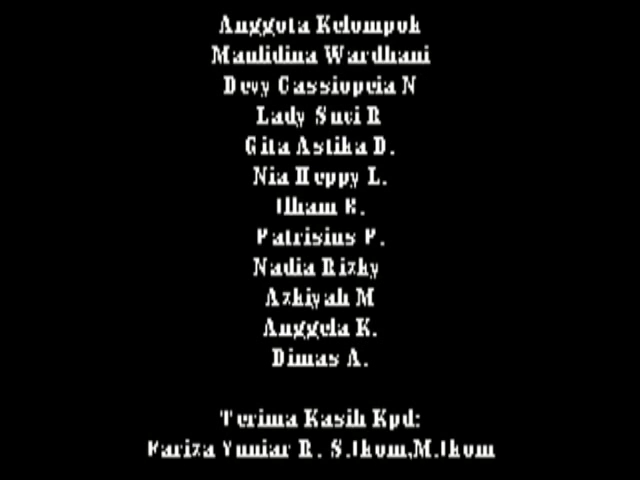 Anggota Kelompok
Maulidina Wardhani
Devy Cassiopeia N
Lady Suci R
Gita Astika D.
Nia Heppy L.
Ilham E.
Patrisius P.
Nadia Rizky
Azkiyah M
Anggela K.
Dimas A.
Terima Kasih Kpd:
Fariza Yuniar R. S.Ikom,M.Ikom